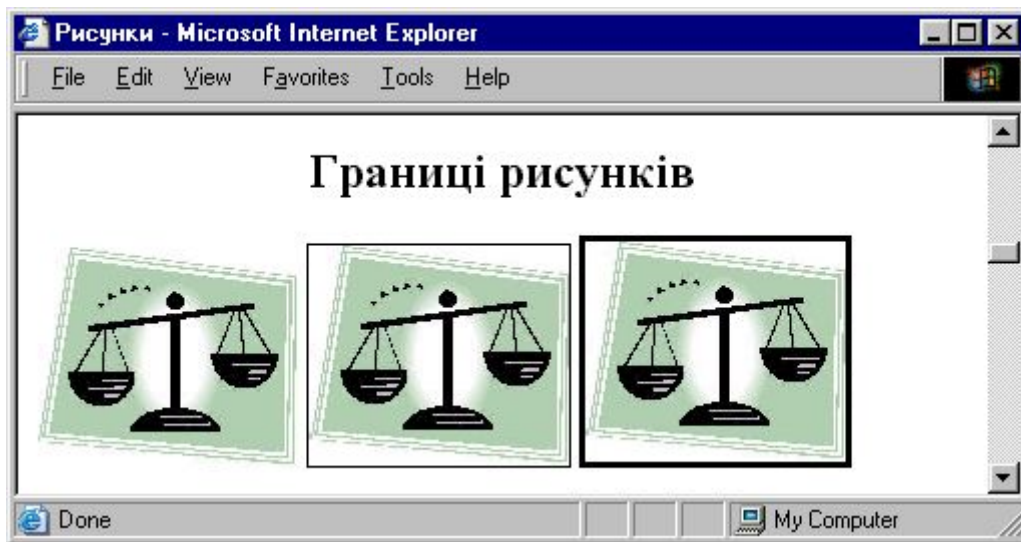 Рисунки - Microsoft Internet Explorer
File Edit View Favorites Tools Help
Границі рисунків
Done My Computer